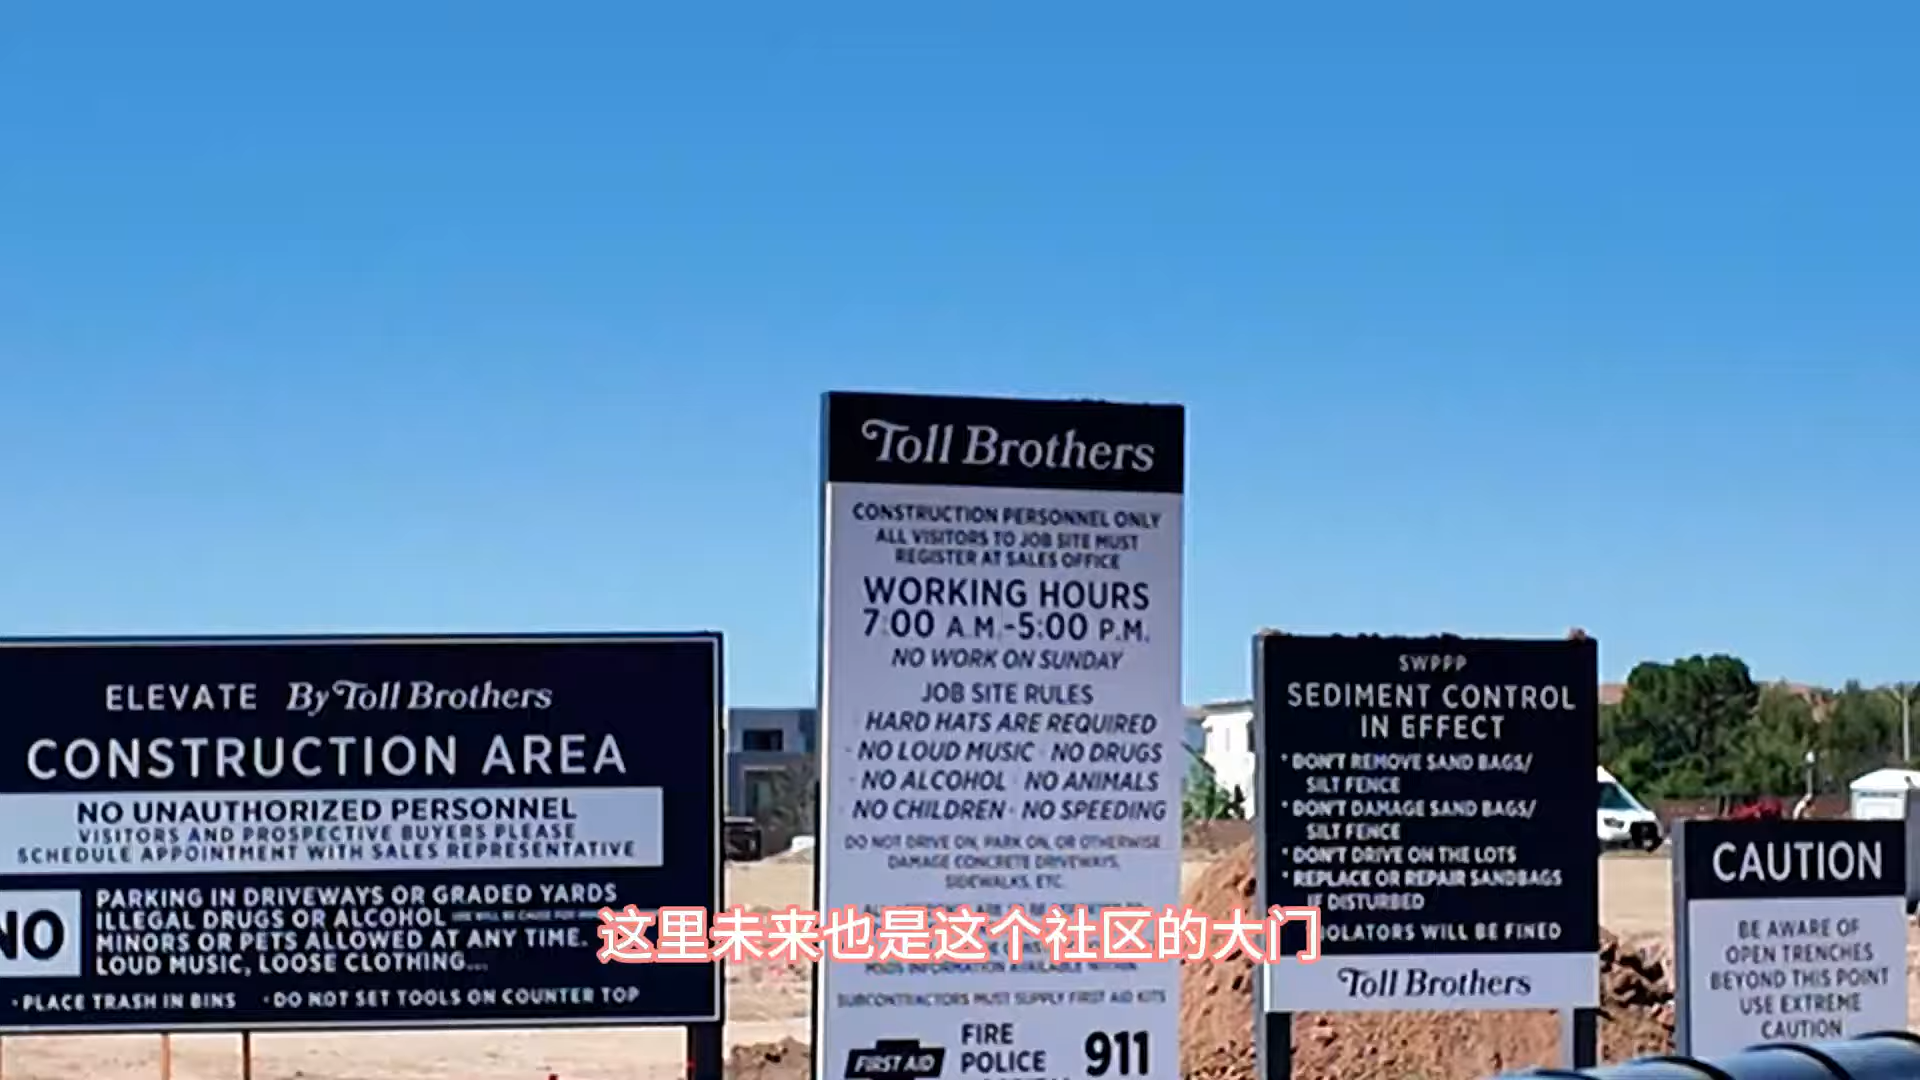 ELEVATE By Toll Brothers
CONSTRUCTION AREA
NO UNAUTHORIZED PERSONNEL
VISITORS AND PROSPECTIVE BUYERS PLEASE
SCHEDULE APPOINTMENT WITH SALES REPRESENTATIVE
NO
PARKING IN DRIVEWAYS OR GRADED YARDS
ILLEGAL DRUGS OR ALCOHOL
MINORS OR PETS ALLOWED AT ANY TIME.
LOUD MUSIC, LOOSE CLOTHING...
• PLACE TRASH IN BINS • DO NOT SET TOOLS ON COUNTER TOP
Toll Brothers
CONSTRUCTION PERSONNEL ONLY
ALL VISITORS TO JOB SITE MUST
REGISTER AT SALES OFFICE
WORKING HOURS
7:00 A.M.-5:00 P.M.
NO WORK ON SUNDAY
JOB SITE RULES
· HARD HATS ARE REQUIRED
· NO LOUD MUSIC · NO DRUGS
· NO ALCOHOL · NO ANIMALS
· NO CHILDREN · NO SPEEDING
DO NOT DRIVE ON, PARK ON, OR OTHERWISE
DAMAGE CONCRETE DRIVEWAYS,
SIDEWALKS, ETC.
INFORMATION AVAILABLE WITHIN
SUBCONTRACTORS MUST SUPPLY FIRST AID KITS
FIRST AID
FIRE
POLICE
911
SWPPP
SEDIMENT CONTROL
IN EFFECT
* DON'T REMOVE SAND BAGS/
SILT FENCE
* DON'T DAMAGE SAND BAGS/
SILT FENCE
* DON'T DRIVE ON THE LOTS
* REPLACE OR REPAIR SANDBAGS
IF DISTURBED
VIOLATORS WILL BE FINED
Toll Brothers
CAUTION
BE AWARE OF
OPEN TRENCHES
BEYOND THIS POINT
USE EXTREME
CAUTION
这里未来也是这个社区的大门